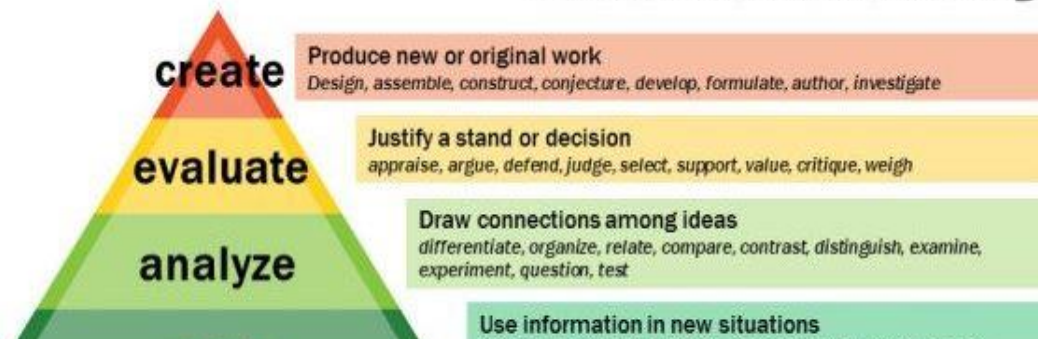 create
Produce new or original work
Design, assemble, construct, conjecture, develop, formulate, author, investigate
evaluate
Justify a stand or decision
appraise, argue, defend, judge, select, support, value, critique, weigh
analyze
Draw connections among ideas
differentiate, organize, relate, compare, contrast, distinguish, examine,
experiment, question, test
Use information in new situations